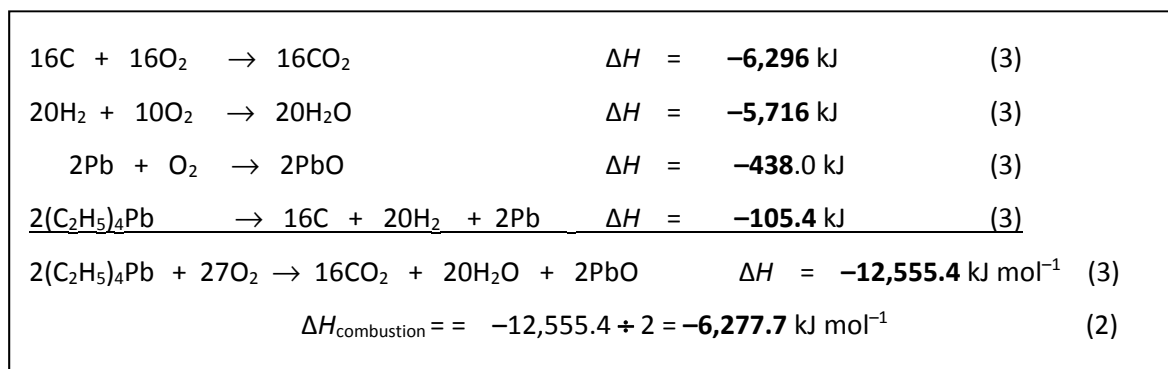 16C + 16O₂ → 16CO₂ ΔH = –6,296 kJ (3)
20H₂ + 10O₂ → 20H₂O ΔH = –5,716 kJ (3)
2Pb + O₂ → 2PbO ΔH = –438.0 kJ (3)
2(C₂H₅)₄Pb → 16C + 20H₂ + 2Pb ΔH = –105.4 kJ (3)
2(C₂H₅)₄Pb + 27O₂ → 16CO₂ + 20H₂O + 2PbO ΔH = –12,555.4 kJ mol⁻¹ (3)
ΔHcombustion = = –12,555.4 ÷ 2 = –6,277.7 kJ mol⁻¹ (2)